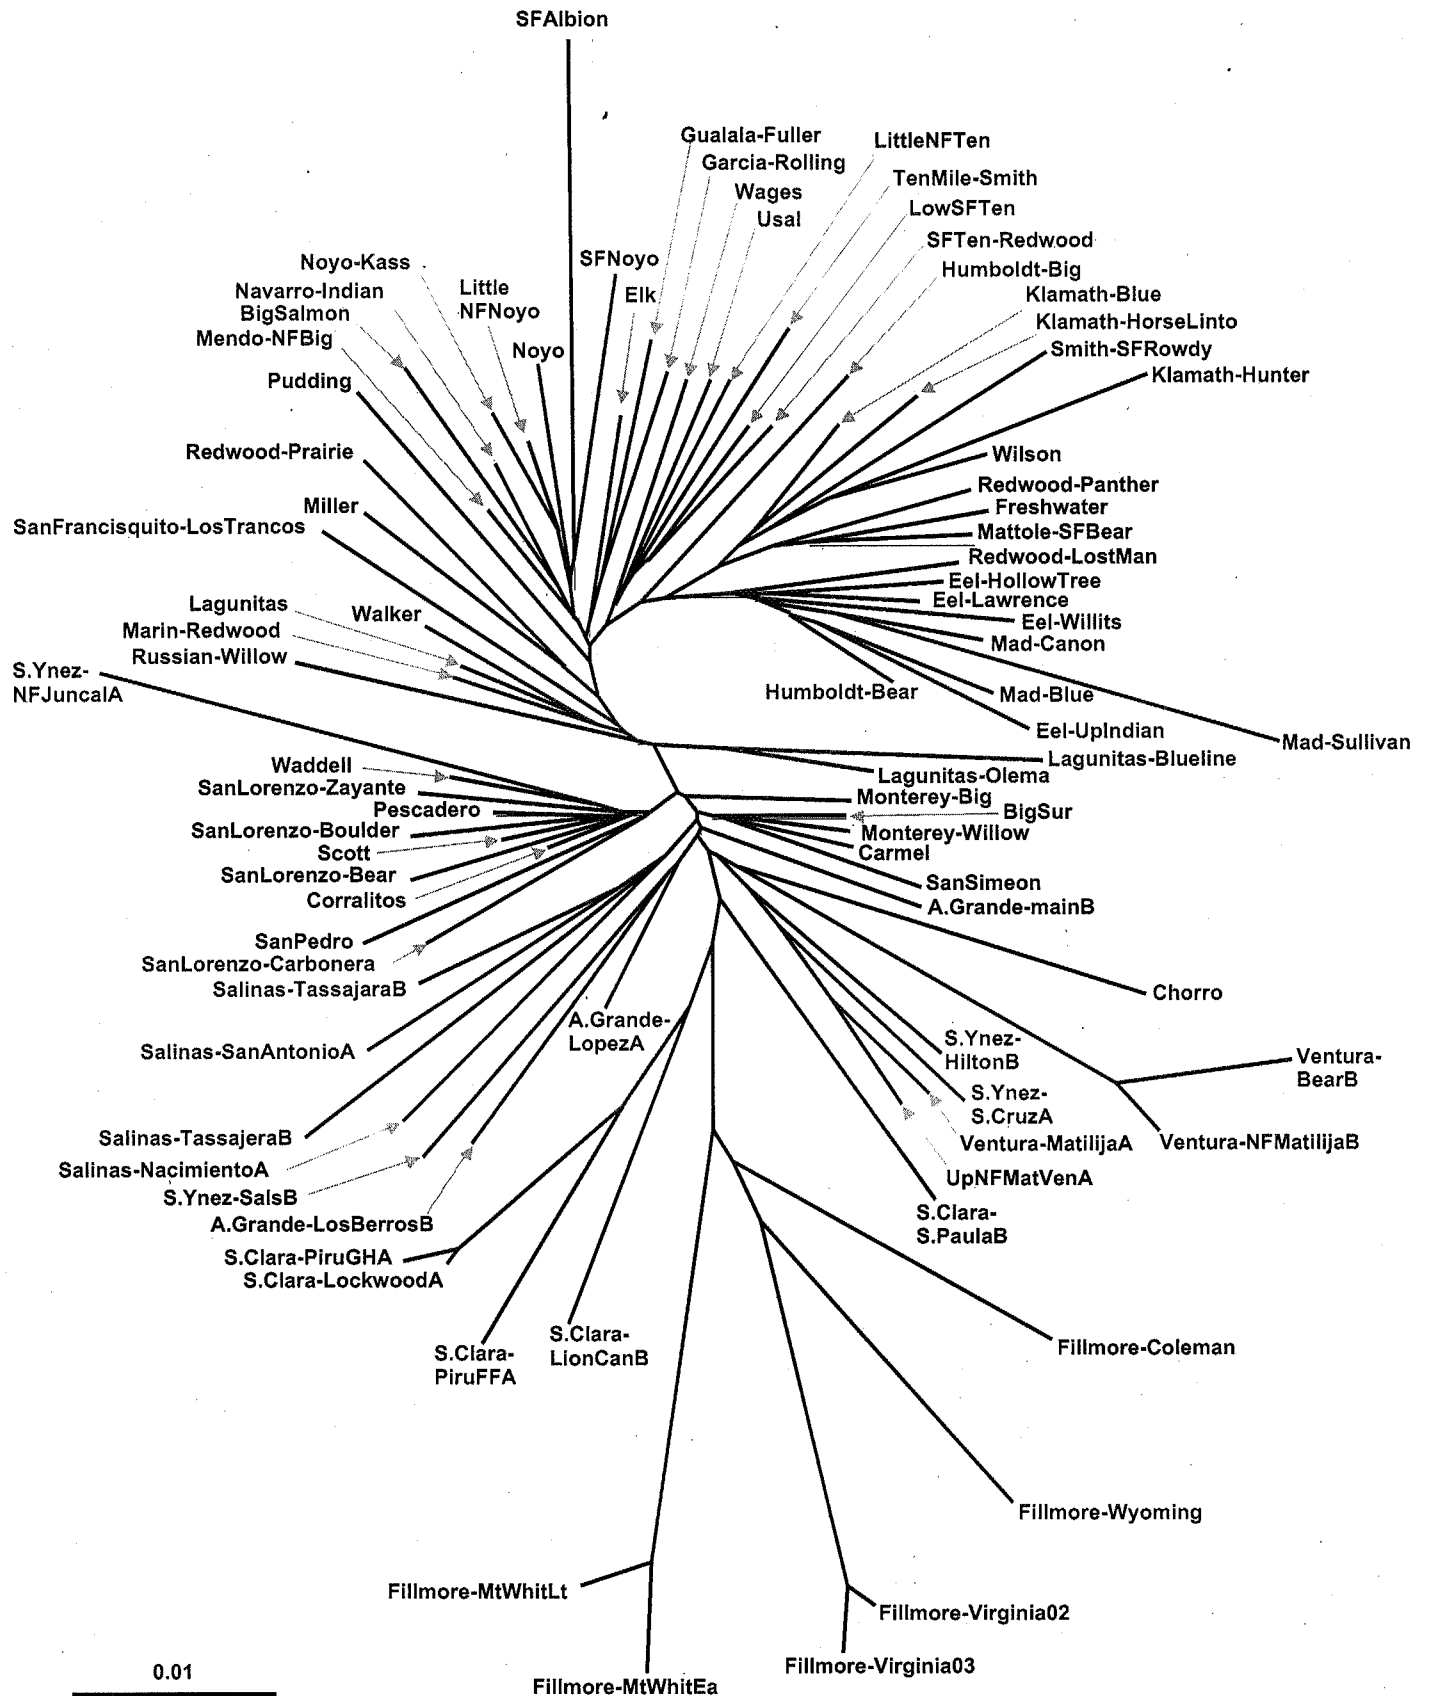 SFAlbion
Gualala-Fuller
LittleNFTen
Garcia-Rolling
TenMile-Smith
Wages
LowSFTen
Usal
SFTen-Redwood
SFNoyo
Noyo-Kass
Humboldt-Big
Navarro-Indian
Little
NFNoyo
Elk
Klamath-Blue
BigSalmon
Klamath-HorseLinto
Mendo-NFBig
Noyo
Smith-SFRowdy
Pudding
Klamath-Hunter
Redwood-Prairie
Wilson
Redwood-Panther
Miller
Freshwater
SanFrancisquito-LosTrancos
Mattole-SFBear
Redwood-LostMan
Eel-HollowTree
Lagunitas
Walker
Eel-Lawrence
Eel-Willits
Marin-Redwood
Mad-Canon
Russian-Willow
S.Ynez-
NFJuncalA
Humboldt-Bear
Mad-Blue
Eel-UpIndian
Mad-Sullivan
Lagunitas-Blueline
Waddell
Lagunitas-Olema
SanLorenzo-Zayante
Monterey-Big
Pescadero
BigSur
SanLorenzo-Boulder
Monterey-Willow
Scott
Carmel
SanLorenzo-Bear
SanSimeon
Corralitos
A.Grande-mainB
SanPedro
SanLorenzo-Carbonera
Salinas-TassajaraB
Chorro
A.Grande-
LopezA
Salinas-SanAntonioA
S.Ynez-
HiltonB
Ventura-
BearB
S.Ynez-
S.CruzA
Salinas-TassajeraB
Ventura-MatilijaA
Ventura-NFMatilijaB
Salinas-NacimientoA
UpNFMatVenA
S.Ynez-SalsB
S.Clara-
S.PaulaB
A.Grande-LosBerrosB
S.Clara-PiruGHA
S.Clara-LockwoodA
S.Clara-
LionCanB
S.Clara-
PiruFFA
Fillmore-Coleman
Fillmore-Wyoming
Fillmore-MtWhitLt
Fillmore-Virginia02
Fillmore-Virginia03
0.01
Fillmore-MtWhitEa